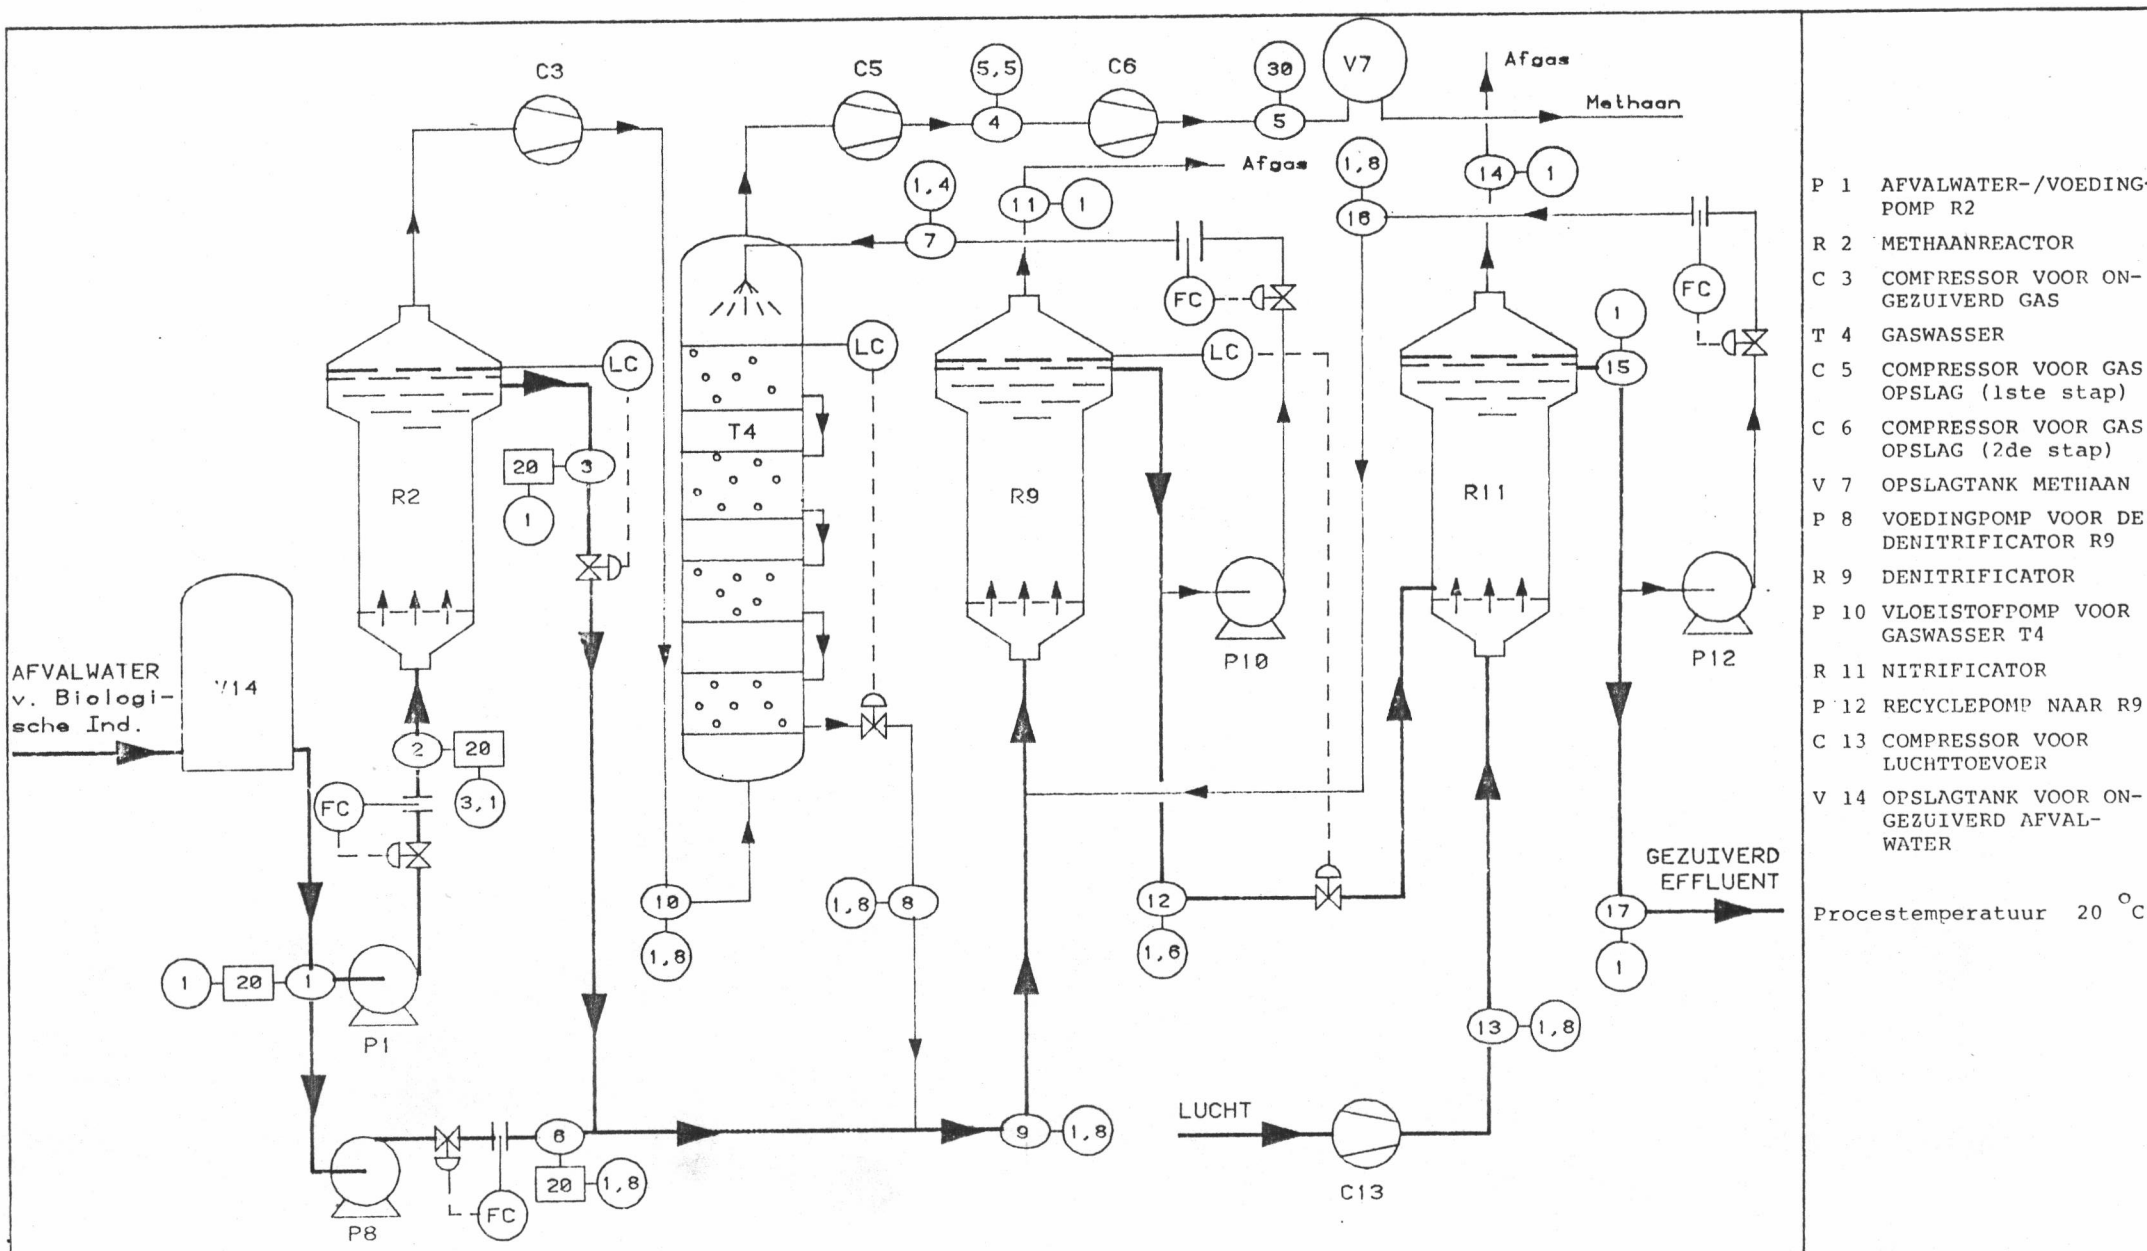 C3
C5
5,5
C6
30
V7
Afgas
4
5
Methaan
1,4
Afgas
1,8
14
1
11
1
7
16
FC
FC
1
LC
LC
LC
15
T4
20
3
1
R2
R9
R11
P10
P12
AFVALWATER
v. Biologi-
sche Ind.
V14
2
20
3,1
FC
10
1,8
1,8
8
12
1,6
GEZUIVERD
EFFLUENT
17
1
1
20
1
P1
13
1,8
6
20
1,8
9
1,8
LUCHT
C13
FC
P8
P 1 AFVALWATER-/VOEDING-
POMP R2
R 2 METHAANREACTOR
C 3 COMPRESSOR VOOR ON-
GEZUIVERD GAS
T 4 GASWASSER
C 5 COMPRESSOR VOOR GAS
OPSLAG (1ste stap)
C 6 COMPRESSOR VOOR GAS
OPSLAG (2de stap)
V 7 OPSLAGTANK METHAAN
P 8 VOEDINGPOMP VOOR DE
DENITRIFICATOR R9
R 9 DENITRIFICATOR
P 10 VLOEISTOFPOMP VOOR
GASWASSER T4
R 11 NITRIFICATOR
P 12 RECYCLEPOMP NAAR R9
C 13 COMPRESSOR VOOR
LUCHTTOEVOER
V 14 OPSLAGTANK VOOR ON-
GEZUIVERD AFVAL-
WATER
Procestemperatuur 20 °C